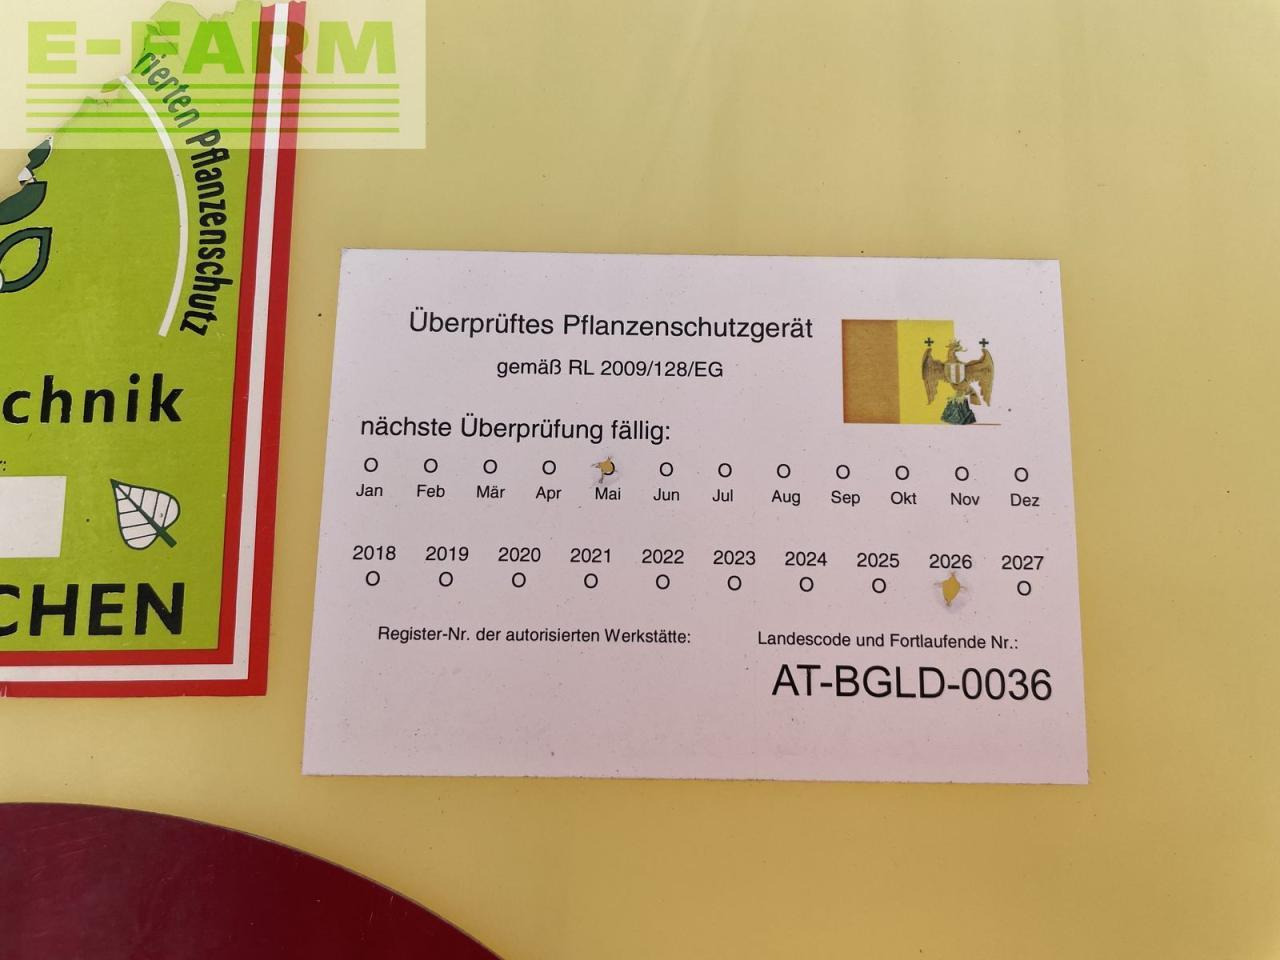 E-FARM
rierten Pflanzenschutz
chnik
CHEN
Überprüftes Pflanzenschutzgerät
gemäß RL 2009/128/EG
nächste Überprüfung fällig:
O O O O O O O O O O O
Jan Feb Mär Apr Mai Jun Jul Aug Sep Okt Nov Dez
2018 2019 2020 2021 2022 2023 2024 2025 2026 2027
O O O O O O O O O
Register-Nr. der autorisierten Werkstätte:
Landescode und Fortlaufende Nr.:
AT-BGLD-0036